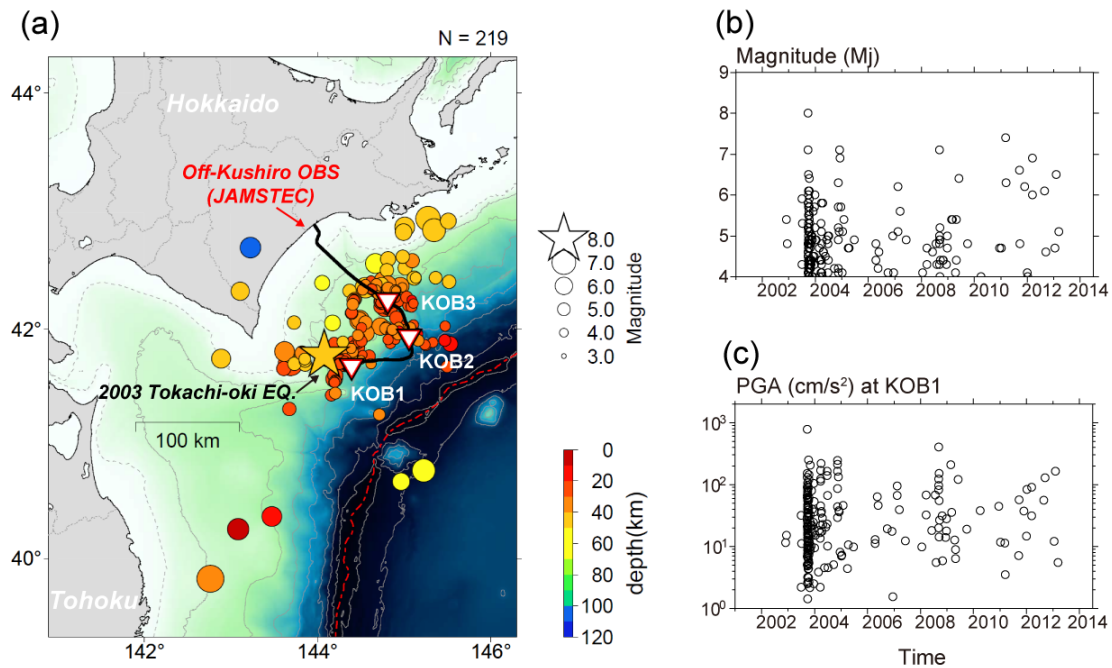 (a)
N = 219
44°
43°
42°
41°
40°
142°
144°
146°
Hokkaido
Off-Kushiro OBS
(JAMSTEC)
KOB3
KOB2
KOB1
2003 Tokachi-oki EQ.
100 km
Tohoku
8.0
7.0
6.0
5.0
4.0
3.0
Magnitude
0
20
40
60
80
100
120
depth(km)
(b)
Magnitude (Mj)
9
8
7
6
5
4
2002 2004 2006 2008 2010 2012 2014
(c)
PGA (cm/s²) at KOB1
10³
10²
10¹
10⁰
2002 2004 2006 2008 2010 2012 2014
Time